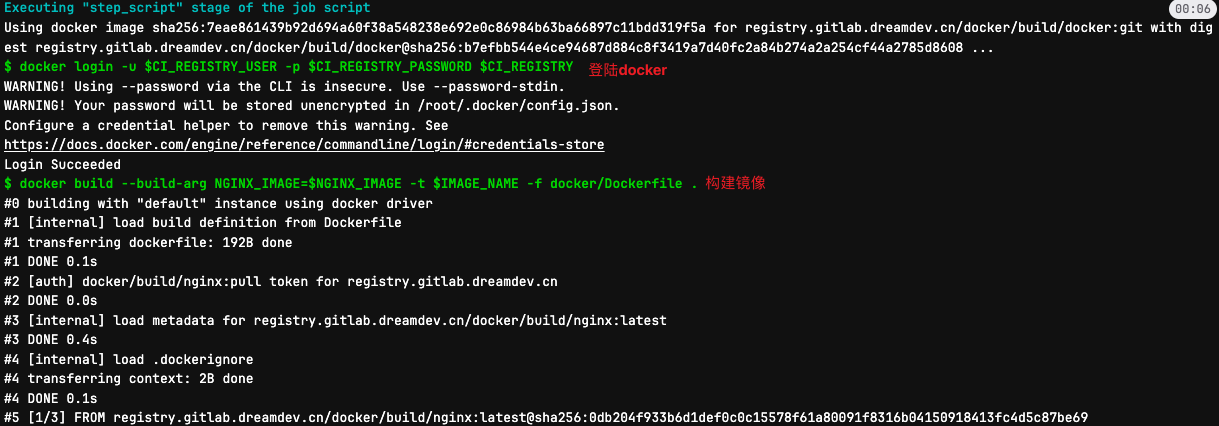 Executing "step_script" stage of the job script
00:06
Using docker image sha256:7eae861439b92d694a60f38a548238e692e0c86984b63ba66897c11bdd319f5a for registry.gitlab.dreamdev.cn/docker/build/docker:git with dig
est registry.gitlab.dreamdev.cn/docker/build/docker@sha256:b7efbb544e4ce94687d884c8f3419a7d40fc2a84b274a2a254cf44a2785d8608 ...
$ docker login -u $CI_REGISTRY_USER -p $CI_REGISTRY_PASSWORD $CI_REGISTRY 登陆docker
WARNING! Using --password via the CLI is insecure. Use --password-stdin.
WARNING! Your password will be stored unencrypted in /root/.docker/config.json.
Configure a credential helper to remove this warning. See
https://docs.docker.com/engine/reference/commandline/login/#credentials-store
Login Succeeded
$ docker build --build-arg NGINX_IMAGE=$NGINX_IMAGE -t $IMAGE_NAME -f docker/Dockerfile . 构建镜像
#0 building with "default" instance using docker driver
#1 [internal] load build definition from Dockerfile
#1 transferring dockerfile: 192B done
#1 DONE 0.1s
#2 [auth] docker/build/nginx:pull token for registry.gitlab.dreamdev.cn
#2 DONE 0.0s
#3 [internal] load metadata for registry.gitlab.dreamdev.cn/docker/build/nginx:latest
#3 DONE 0.4s
#4 [internal] load .dockerignore
#4 transferring context: 2B done
#4 DONE 0.1s
#5 [1/3] FROM registry.gitlab.dreamdev.cn/docker/build/nginx:latest@sha256:0db204f933b6d1def0c0c15578f61a80091f8316b04150918413fc4d5c87be69